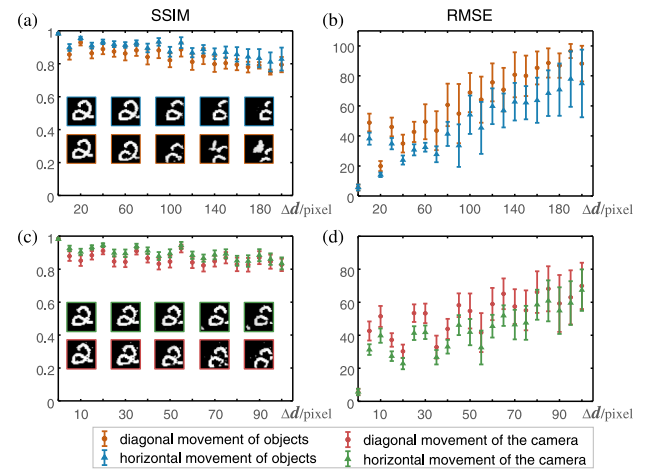 SSIM RMSE
(a) (b)
1
0.8
0.6
0.4
0.2
0
20 60 100 140 180 Δd/pixel
100
80
60
40
20
0
20 60 100 140 180 Δd/pixel
(c) (d)
1
0.8
0.6
0.4
0.2
0
10 30 50 70 90 Δd/pixel
80
60
40
20
0
10 30 50 70 90 Δd/pixel
diagonal movement of objects diagonal movement of the camera
horizontal movement of objects horizontal movement of the camera